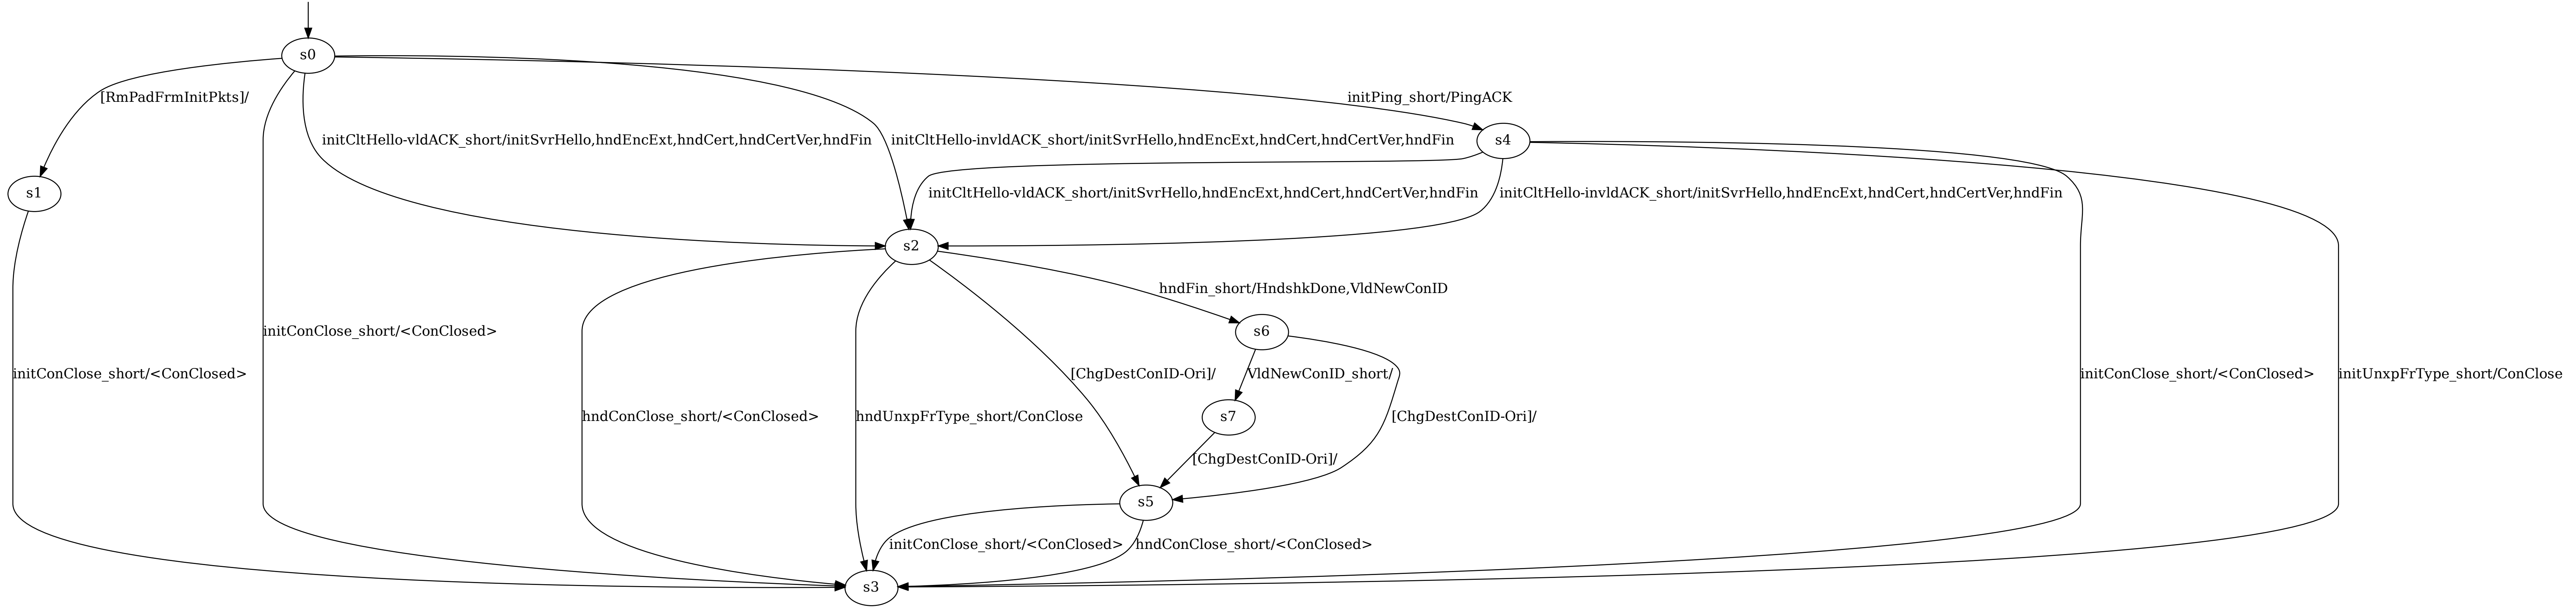 s0
[RmPadFrmInitPkts]/
initPing_short/PingACK
initCltHello-vldACK_short/initSvrHello,hndEncExt,hndCert,hndCertVer,hndFin
initCltHello-invldACK_short/initSvrHello,hndEncExt,hndCert,hndCertVer,hndFin
s4
s1
initCltHello-vldACK_short/initSvrHello,hndEncExt,hndCert,hndCertVer,hndFin
initCltHello-invldACK_short/initSvrHello,hndEncExt,hndCert,hndCertVer,hndFin
s2
hndFin_short/HndshkDone,VldNewConID
initConClose_short/<ConClosed>
s6
initConClose_short/<ConClosed>
[ChgDestConID-Ori]/
VldNewConID_short/
initConClose_short/<ConClosed>
initUnxpFrType_short/ConClose
hndConClose_short/<ConClosed>
hndUnxpFrType_short/ConClose
s7
[ChgDestConID-Ori]/
[ChgDestConID-Ori]/
s5
initConClose_short/<ConClosed>
hndConClose_short/<ConClosed>
s3